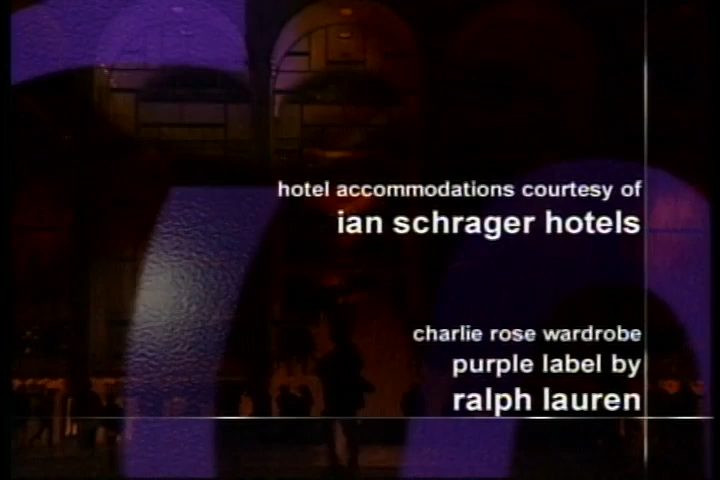 hotel accommodations courtesy of
ian schrager hotels
charlie rose wardrobe
purple label by
ralph lauren